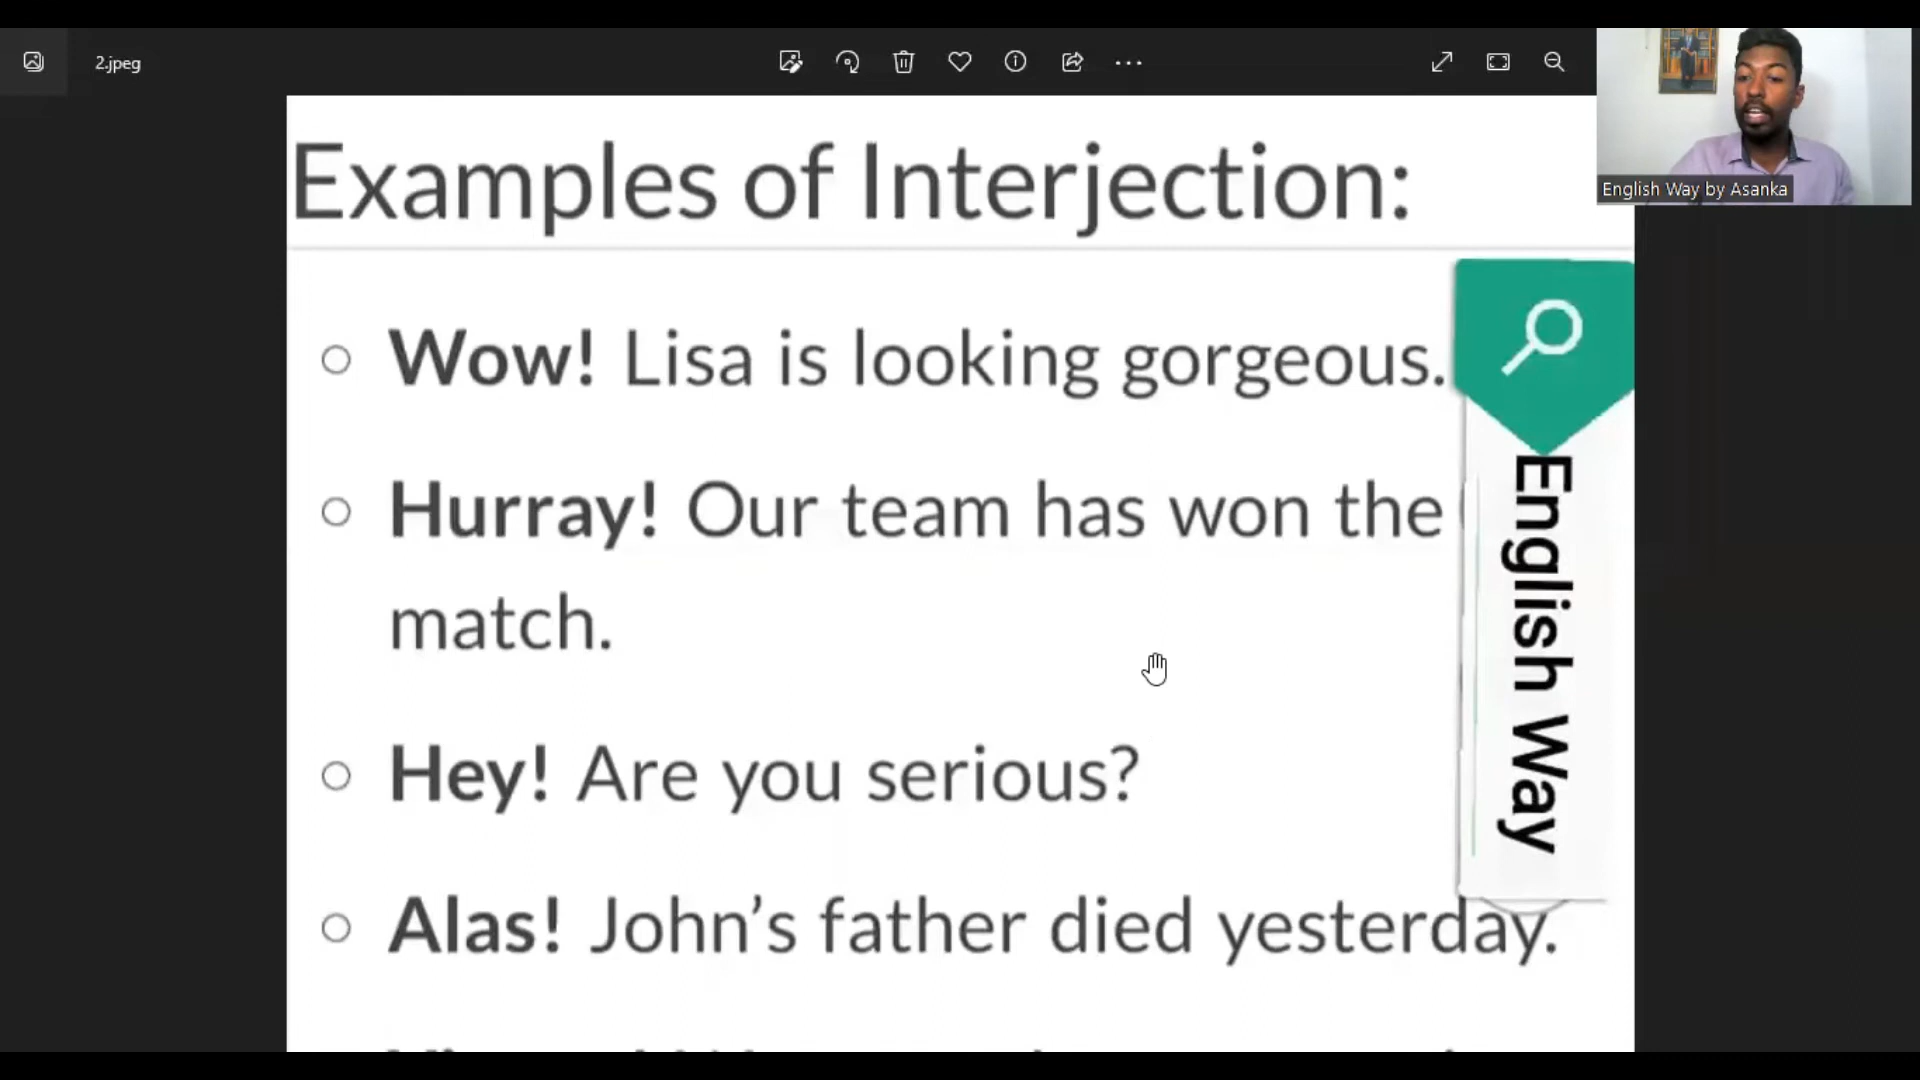 2.jpeg
English Way by Asanka
Examples of Interjection:
Wow! Lisa is looking gorgeous.
Hurray! Our team has won the
match.
Hey! Are you serious?
Alas! John’s father died yesterday.
English Way